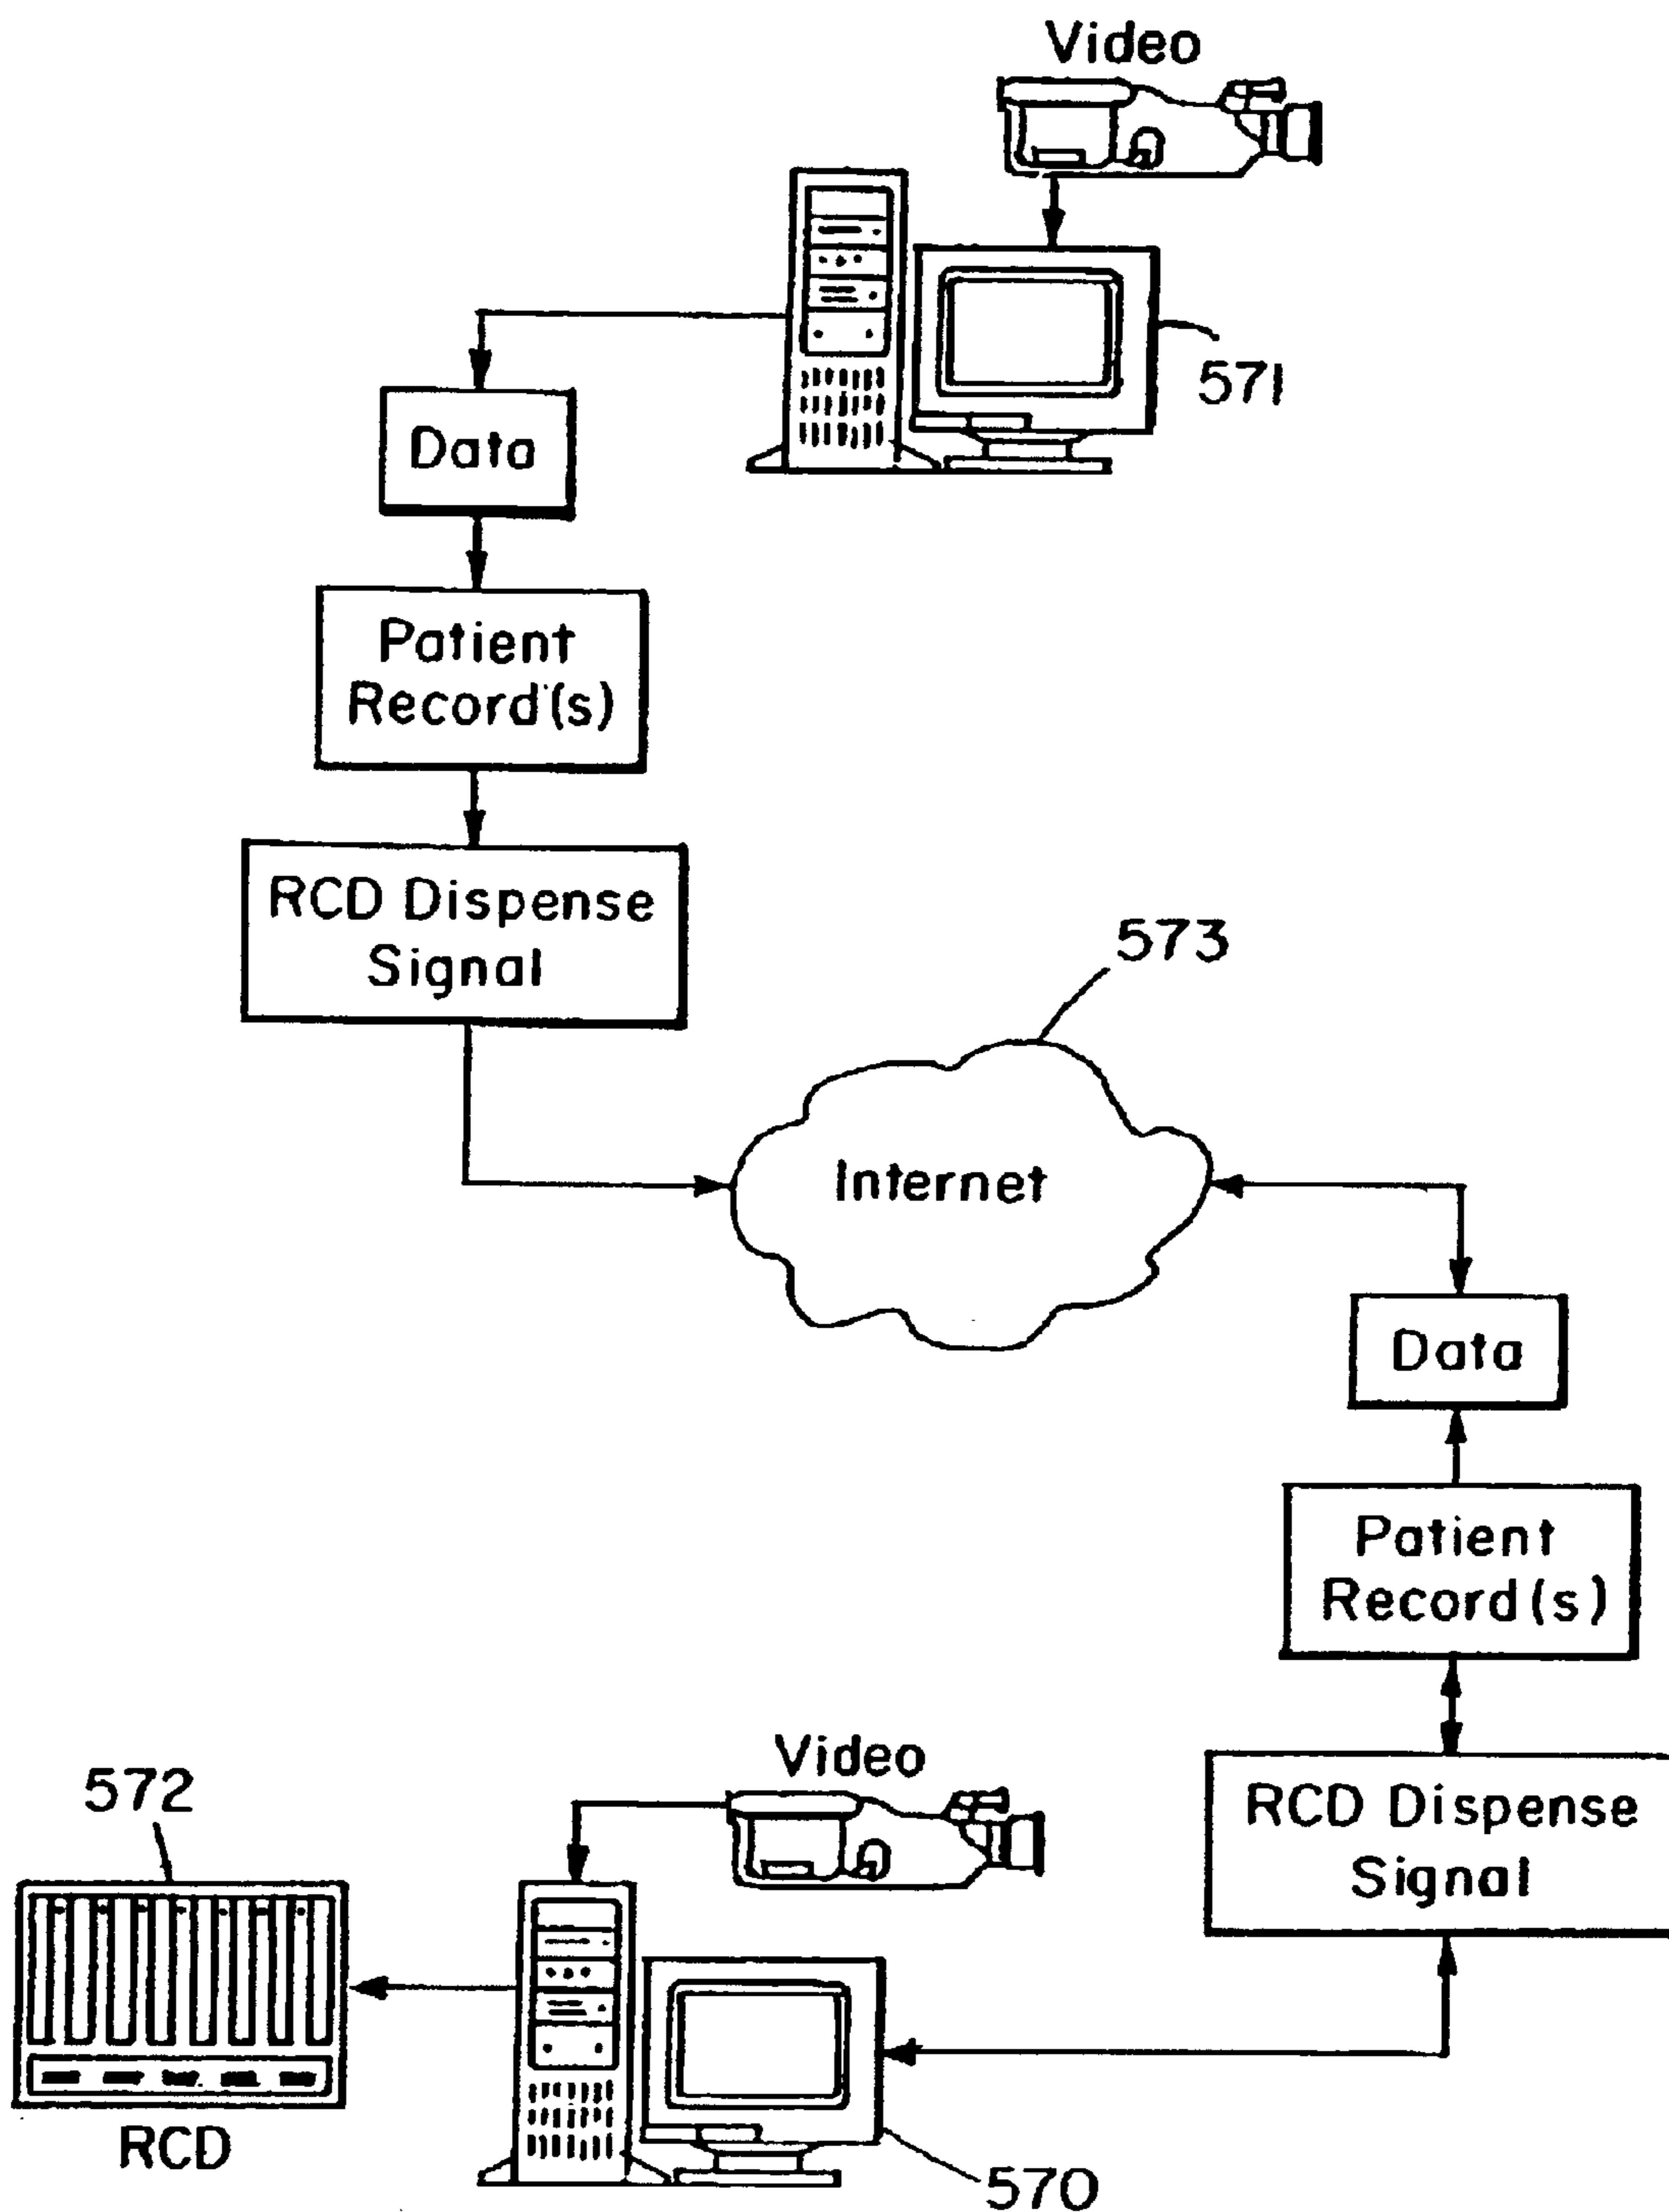 Video
571
Data
Patient
Record(s)
RCD Dispense
Signal
573
Internet
Data
Patient
Record(s)
RCD Dispense
Signal
Video
572
RCD
570